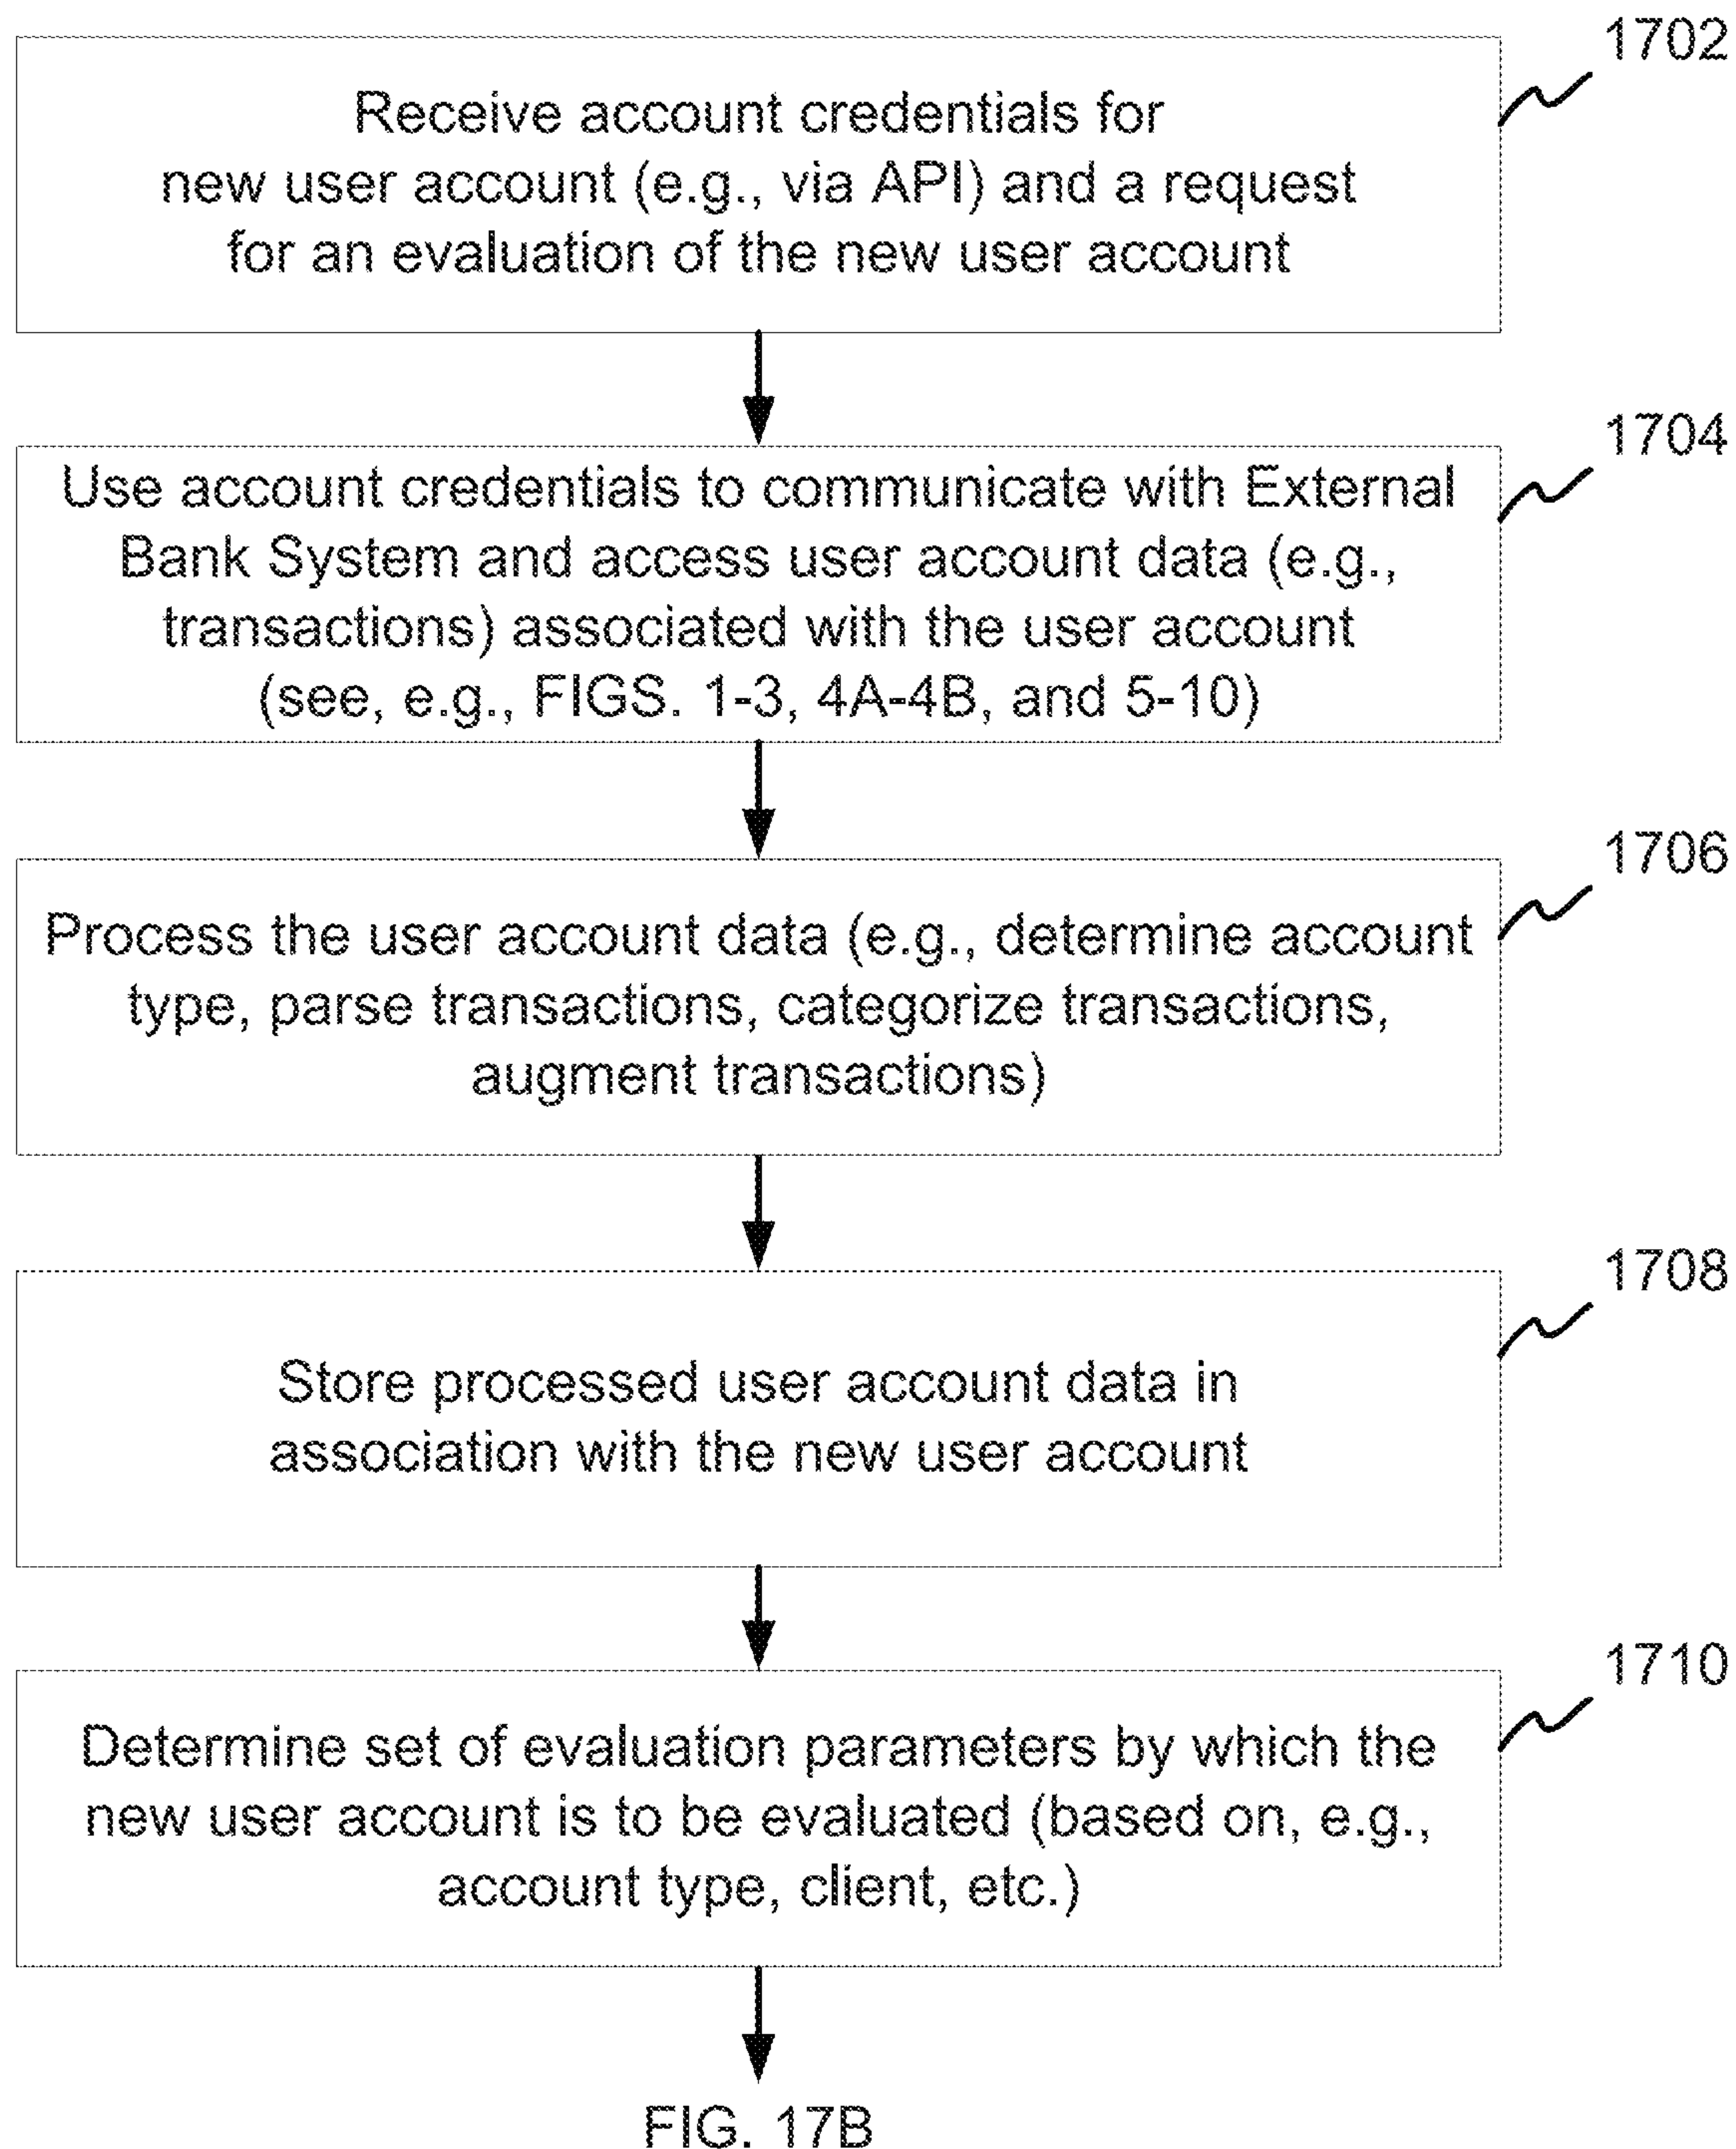 1702
Receive account credentials for
new user account (e.g., via API) and a request
for an evaluation of the new user account
1704
Use account credentials to communicate with External
Bank System and access user account data (e.g.,
transactions) associated with the user account
(see, e.g., FIGS. 1-3, 4A-4B, and 5-10)
1706
Process the user account data (e.g., determine account
type, parse transactions, categorize transactions,
augment transactions)
1708
Store processed user account data in
association with the new user account
1710
Determine set of evaluation parameters by which the
new user account is to be evaluated (based on, e.g.,
account type, client, etc.)
FIG. 17B